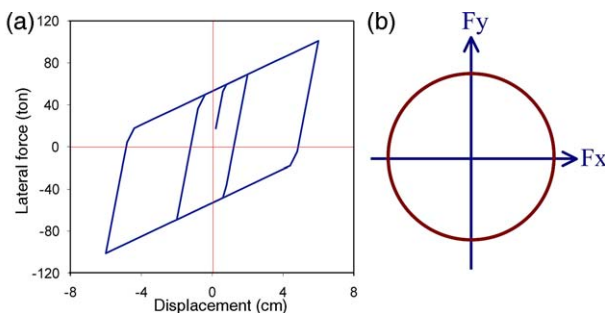 (a)
120
80
40
0
-40
-80
-120
Lateral force (ton)
-8 -4 0 4 8
Displacement (cm)
(b)
Fy
Fx